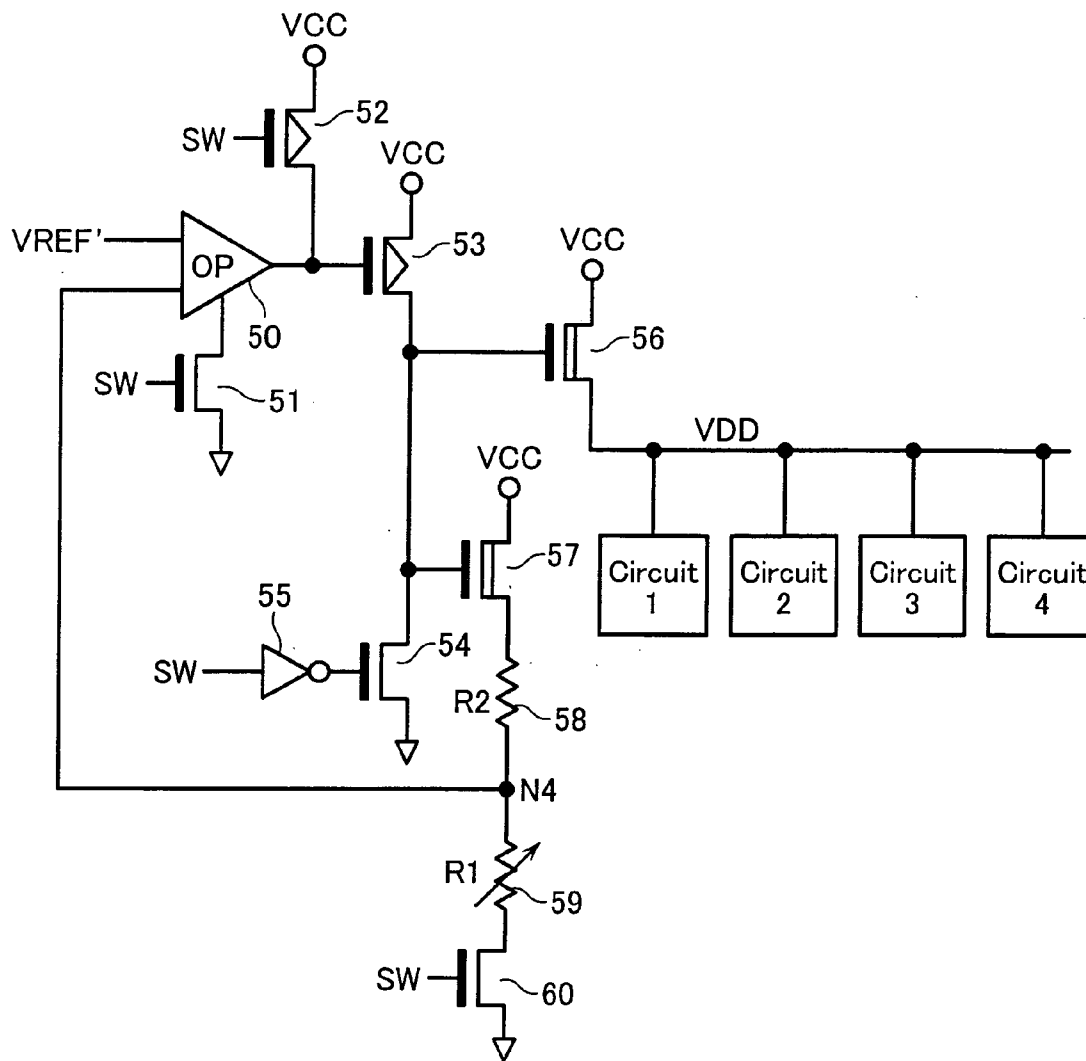 VCC
SW
52
VCC
VREF'
OP
53
50
VCC
56
SW
51
VDD
VCC
57
Circuit
1
Circuit
2
Circuit
3
Circuit
4
55
SW
54
R2
58
N4
R1
59
SW
60